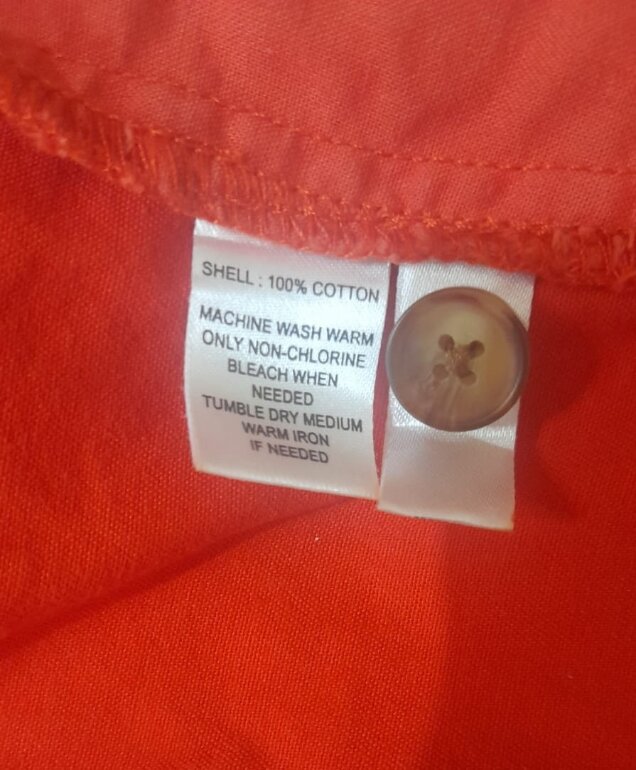 SHELL : 100% COTTON
MACHINE WASH WARM
ONLY NON-CHLORINE
BLEACH WHEN
NEEDED
TUMBLE DRY MEDIUM
WARM IRON
IF NEEDED